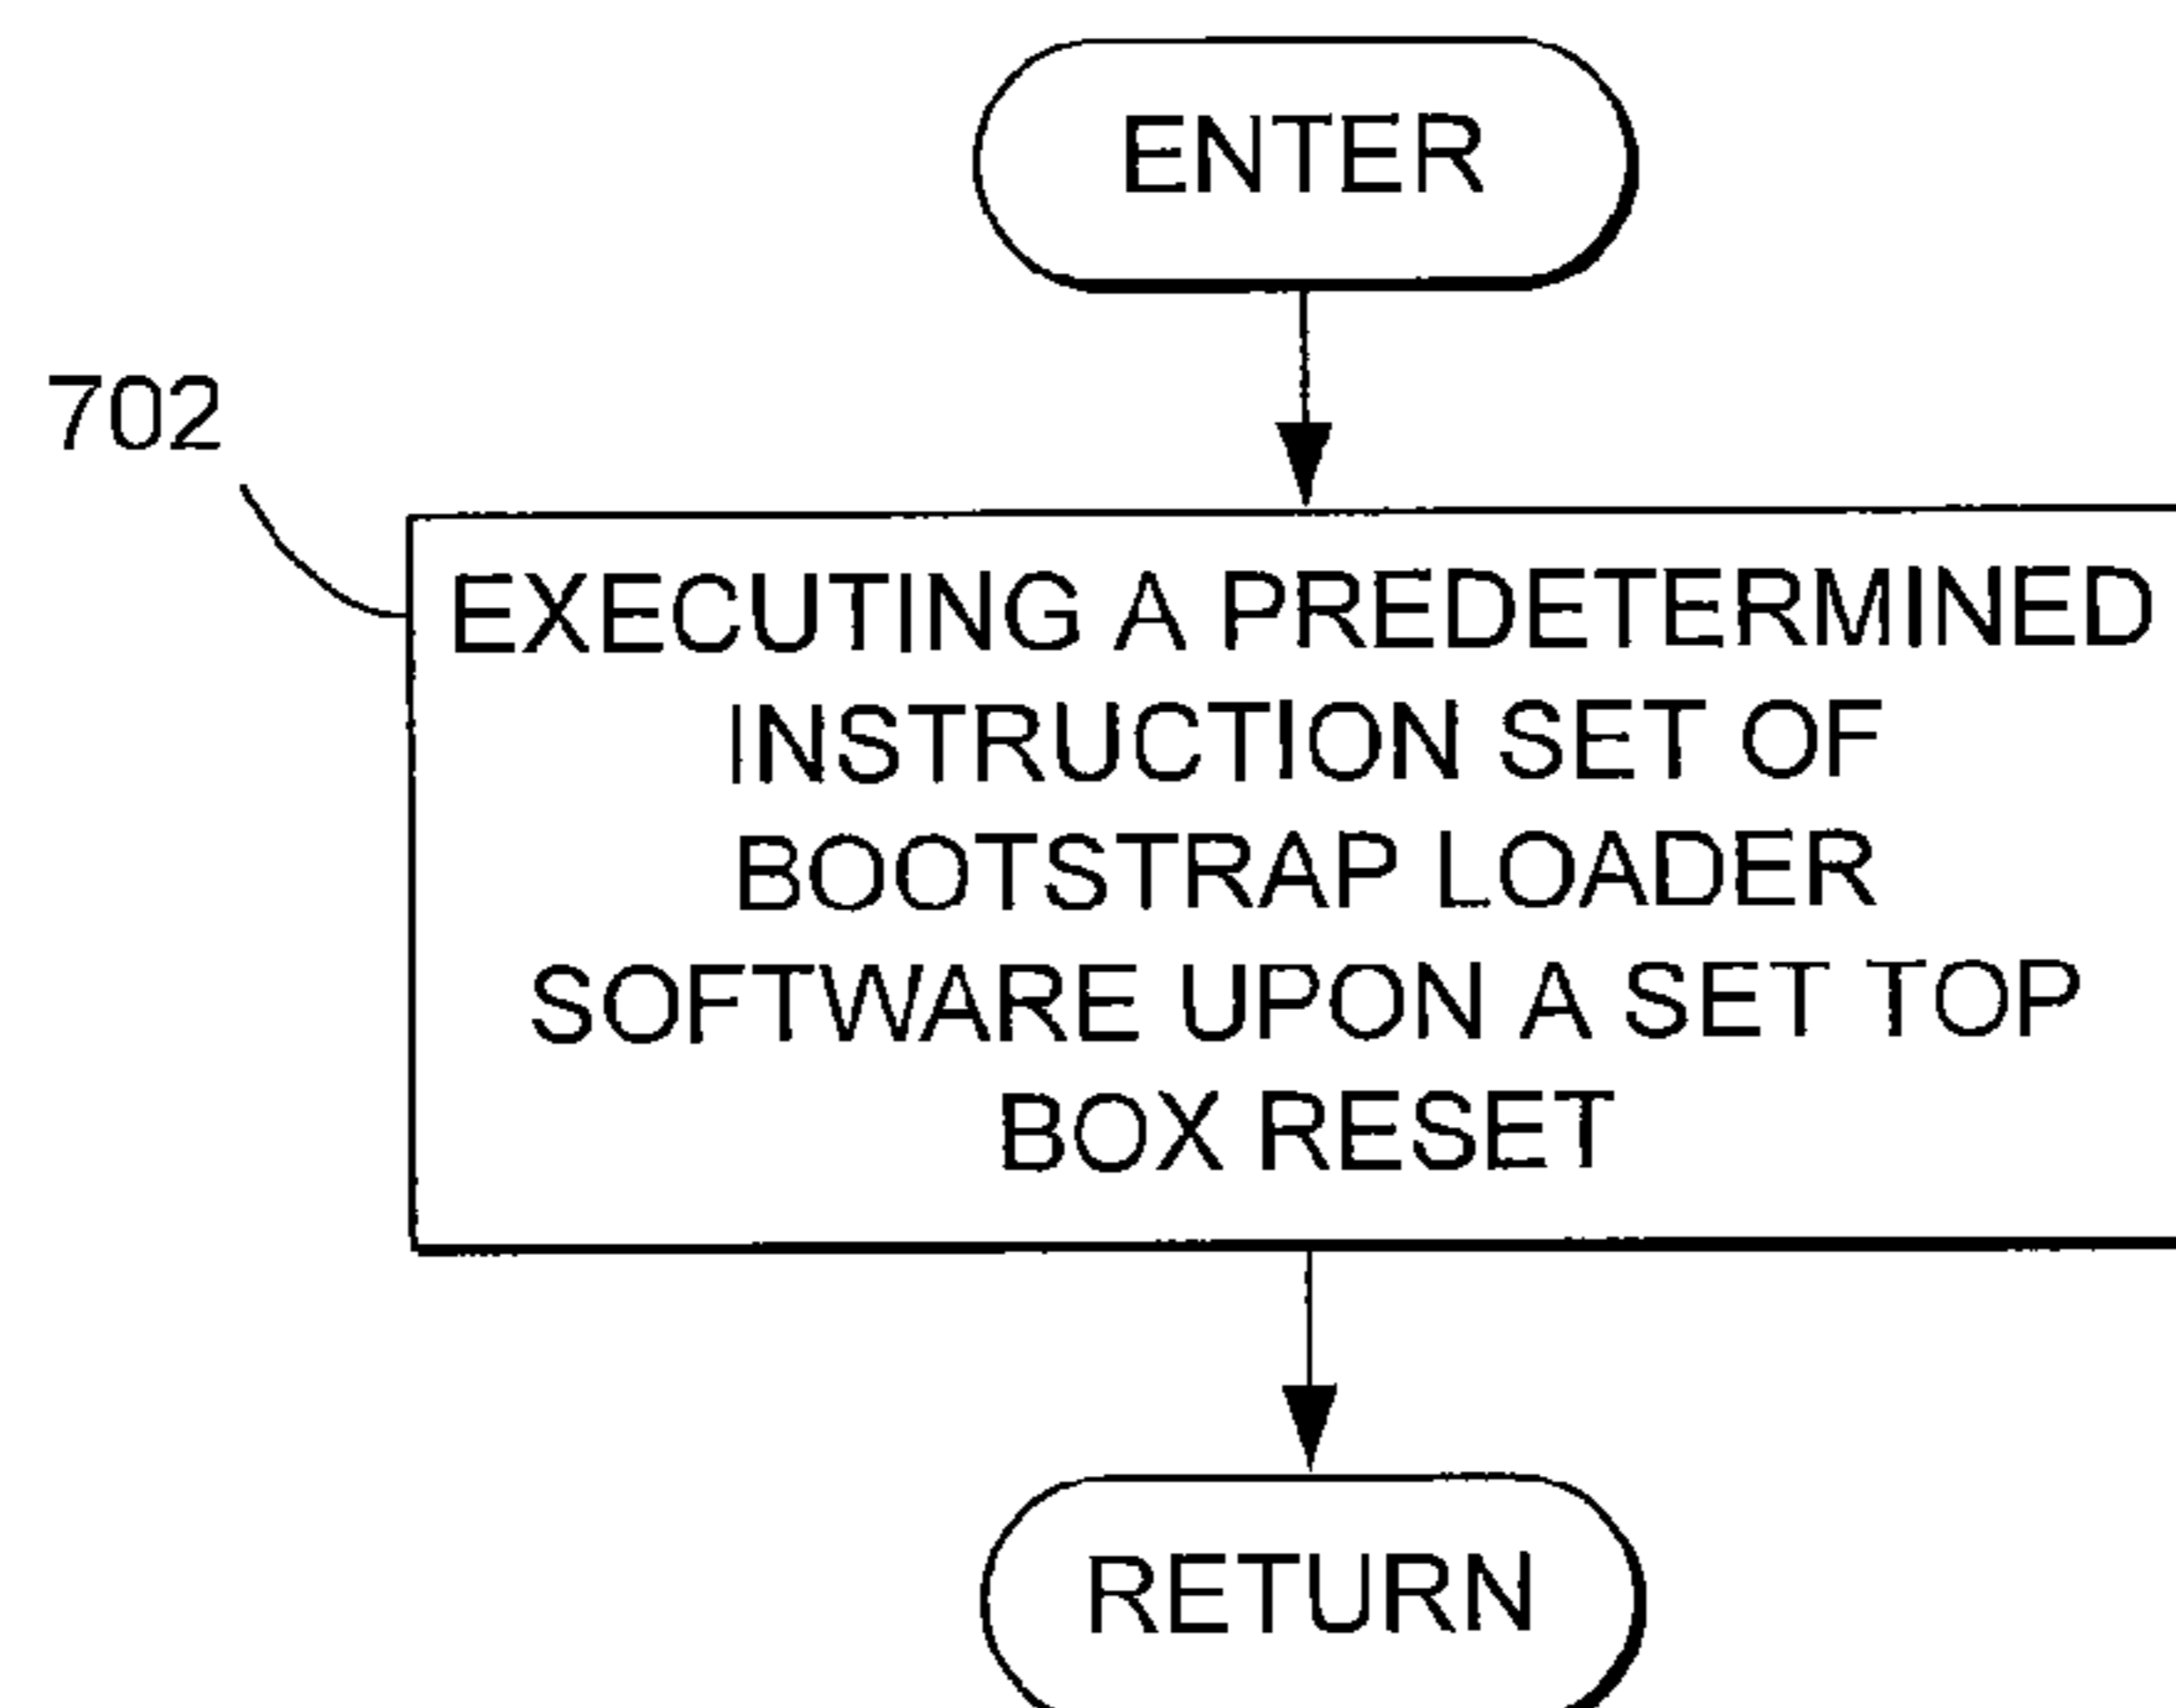 ENTER
702
EXECUTING A PREDETERMINED
INSTRUCTION SET OF
BOOTSTRAP LOADER
SOFTWARE UPON A SET TOP
BOX RESET
RETURN